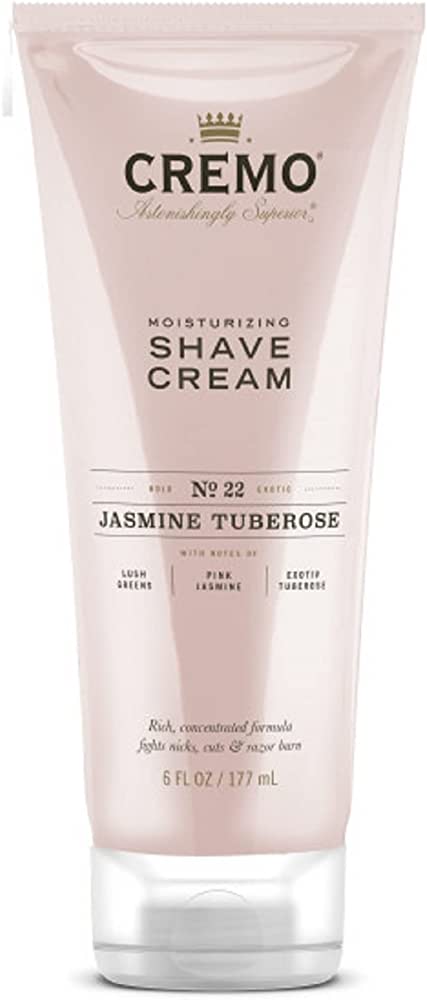 CREMO®
Astonishingly Superior®
MOISTURIZING
SHAVE
CREAM
BOLD Nº 22 EXOTIC
JASMINE TUBEROSE
WITH NOTES OF
LUSH GREENS | PINK JASMINE | EXOTIC TUBEROSE
Rich, concentrated formula
fights nicks, cuts & razor burn
6 FL OZ / 177 mL